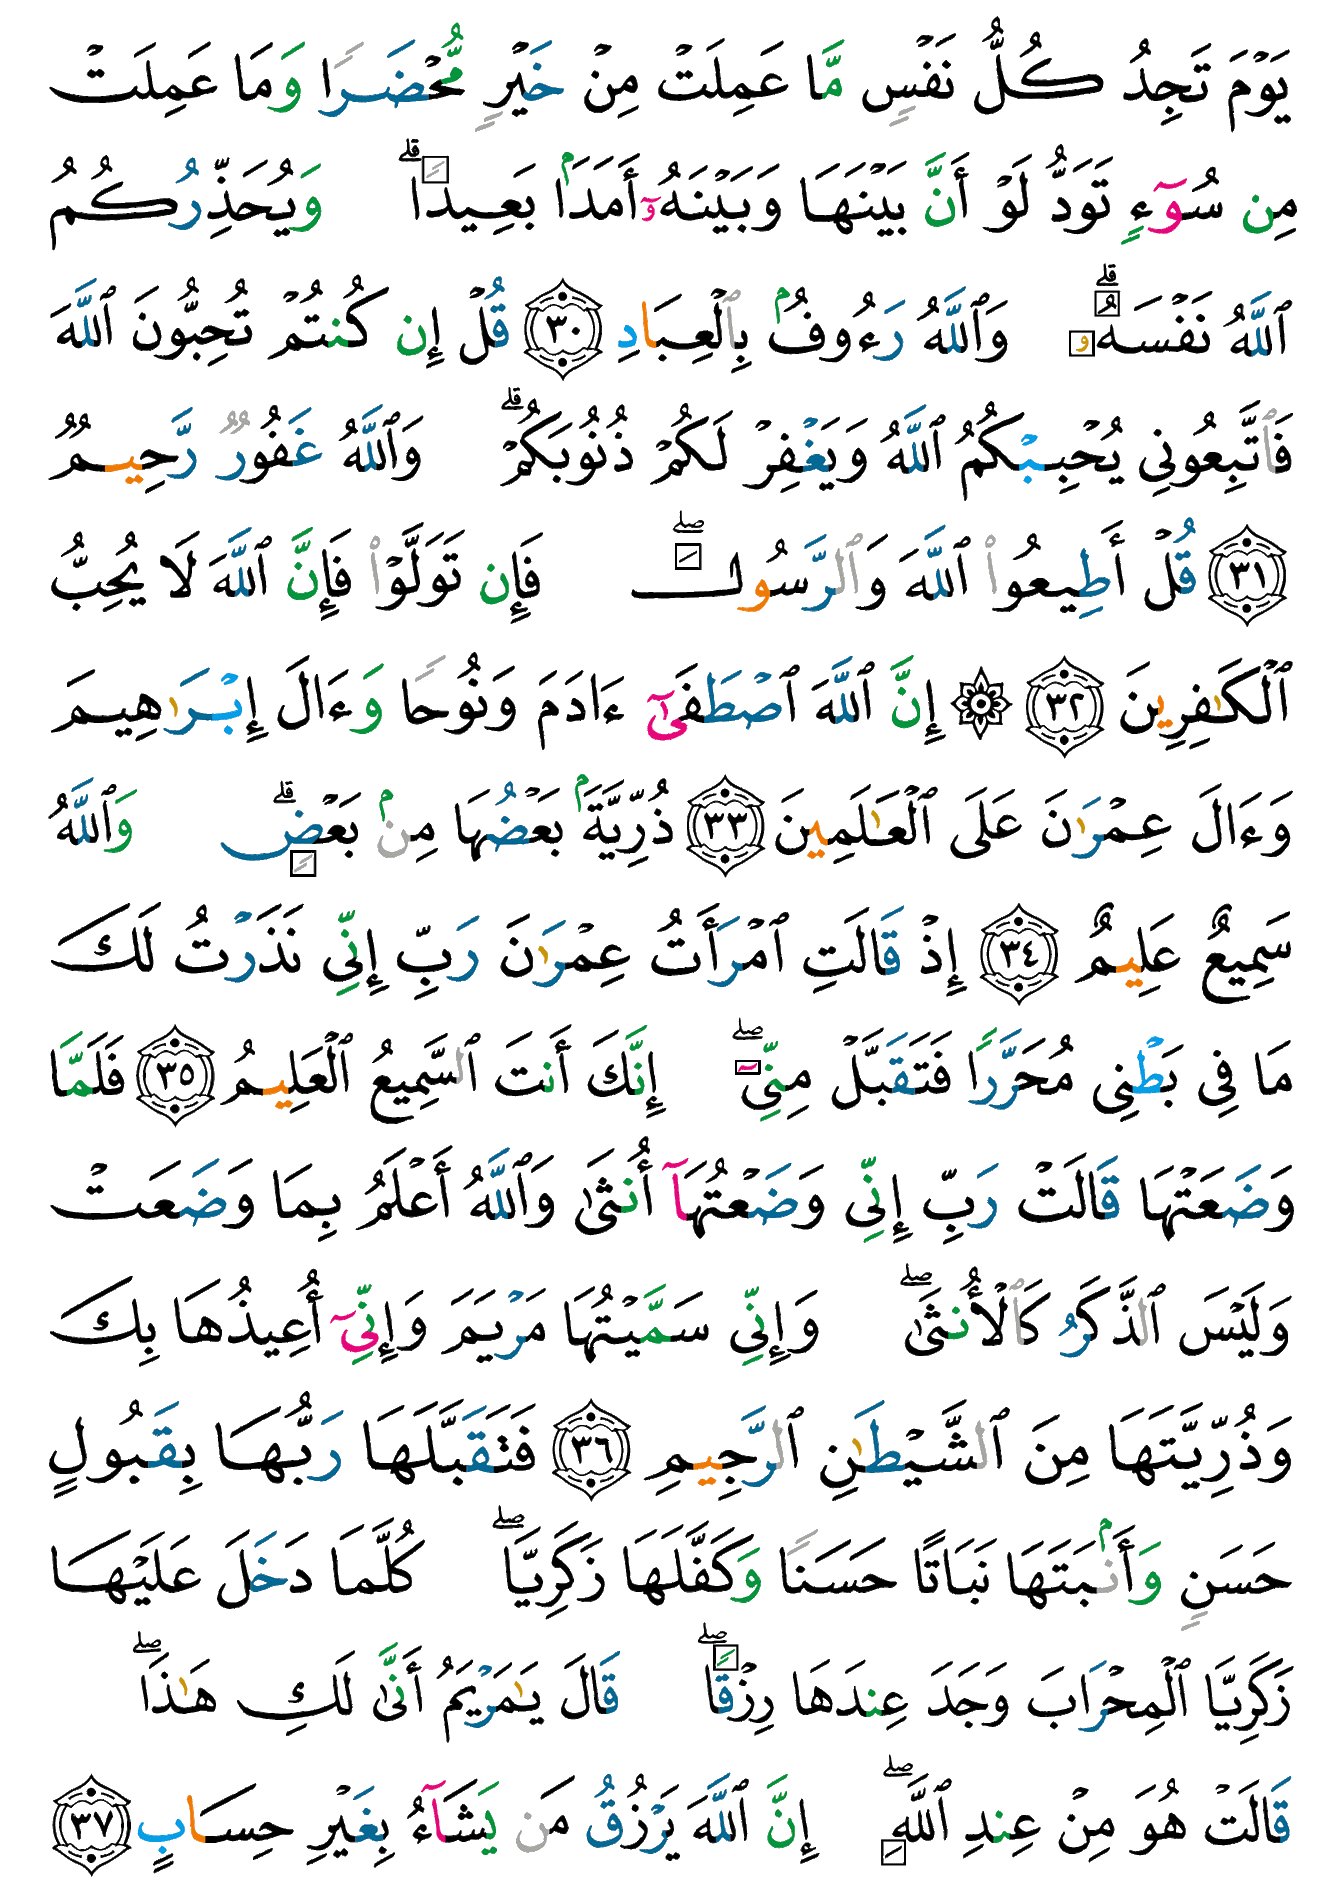 يَوْمَ تَجِدُ كُلُّ نَفْسٍ مَّا عَمِلَتْ مِنْ خَيْرٍ مُّحْضَرًا وَمَا عَمِلَتْ
مِن سُوٓءٍ تَوَدُّ لَوْ أَنَّ بَيْنَهَا وَبَيْنَهُۥٓ أَمَدَۢا بَعِيدًا ۗ وَيُحَذِّرُكُمُ
ٱللَّهُ نَفْسَهُۥ ۗ وَٱللَّهُ رَءُوفُۢ بِٱلْعِبَادِ ٣٠ قُلْ إِن كُنتُمْ تُحِبُّونَ ٱللَّهَ
فَٱتَّبِعُونِى يُحْبِبْكُمُ ٱللَّهُ وَيَغْفِرْ لَكُمْ ذُنُوبَكُمْ ۗ وَٱللَّهُ غَفُورٌ رَّحِيمٌ
٣١ قُلْ أَطِيعُوا۟ ٱللَّهَ وَٱلرَّسُولَ ۖ فَإِن تَوَلَّوْا۟ فَإِنَّ ٱللَّهَ لَا يُحِبُّ
ٱلْكَـٰفِرِينَ ٣٢ ۞ إِنَّ ٱللَّهَ ٱصْطَفَىٰٓ ءَادَمَ وَنُوحًا وَءَالَ إِبْرَٰهِيمَ
وَءَالَ عِمْرَٰنَ عَلَى ٱلْعَـٰلَمِينَ ٣٣ ذُرِّيَّةَۢ بَعْضُهَا مِنۢ بَعْضٍ ۗ وَٱللَّهُ
سَمِيعٌ عَلِيمٌ ٣٤ إِذْ قَالَتِ ٱمْرَأَتُ عِمْرَٰنَ رَبِّ إِنِّى نَذَرْتُ لَكَ
مَا فِى بَطْنِى مُحَرَّرًا فَتَقَبَّلْ مِنِّىٓ ۖ إِنَّكَ أَنتَ ٱلسَّمِيعُ ٱلْعَلِيمُ ٣٥ فَلَمَّا
وَضَعَتْهَا قَالَتْ رَبِّ إِنِّى وَضَعْتُهَآ أُنثَىٰ وَٱللَّهُ أَعْلَمُ بِمَا وَضَعَتْ
وَلَيْسَ ٱلذَّكَرُ كَٱلْأُنثَىٰ ۖ وَإِنِّى سَمَّيْتُهَا مَرْيَمَ وَإِنِّىٓ أُعِيذُهَا بِكَ
وَذُرِّيَّتَهَا مِنَ ٱلشَّيْطَـٰنِ ٱلرَّجِيمِ ٣٦ فَتَقَبَّلَهَا رَبُّهَا بِقَبُولٍ
حَسَنٍ وَأَنۢبَتَهَا نَبَاتًا حَسَنًا وَكَفَّلَهَا زَكَرِيَّا ۖ كُلَّمَا دَخَلَ عَلَيْهَا
زَكَرِيَّا ٱلْمِحْرَابَ وَجَدَ عِندَهَا رِزْقًا ۖ قَالَ يَـٰمَرْيَمُ أَنَّىٰ لَكِ هَـٰذَا ۖ
قَالَتْ هُوَ مِنْ عِندِ ٱللَّهِ ۖ إِنَّ ٱللَّهَ يَرْزُقُ مَن يَشَآءُ بِغَيْرِ حِسَابٍ ٣٧